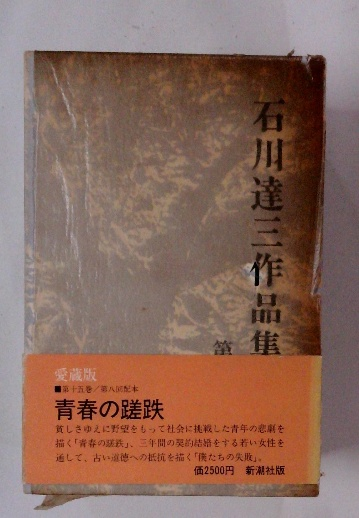 石川達三作品集
第
愛蔵版
■第十五巻/第八回配本
青春の蹉跌
貧しさゆえに野望をもって社会に挑戦した青年の悲劇を
描く「青春の蹉跌」、三年間の契約結婚をする若い女性を
通して、古い道徳への抵抗を描く「僕たちの失敗」。
価2500円 新潮社版